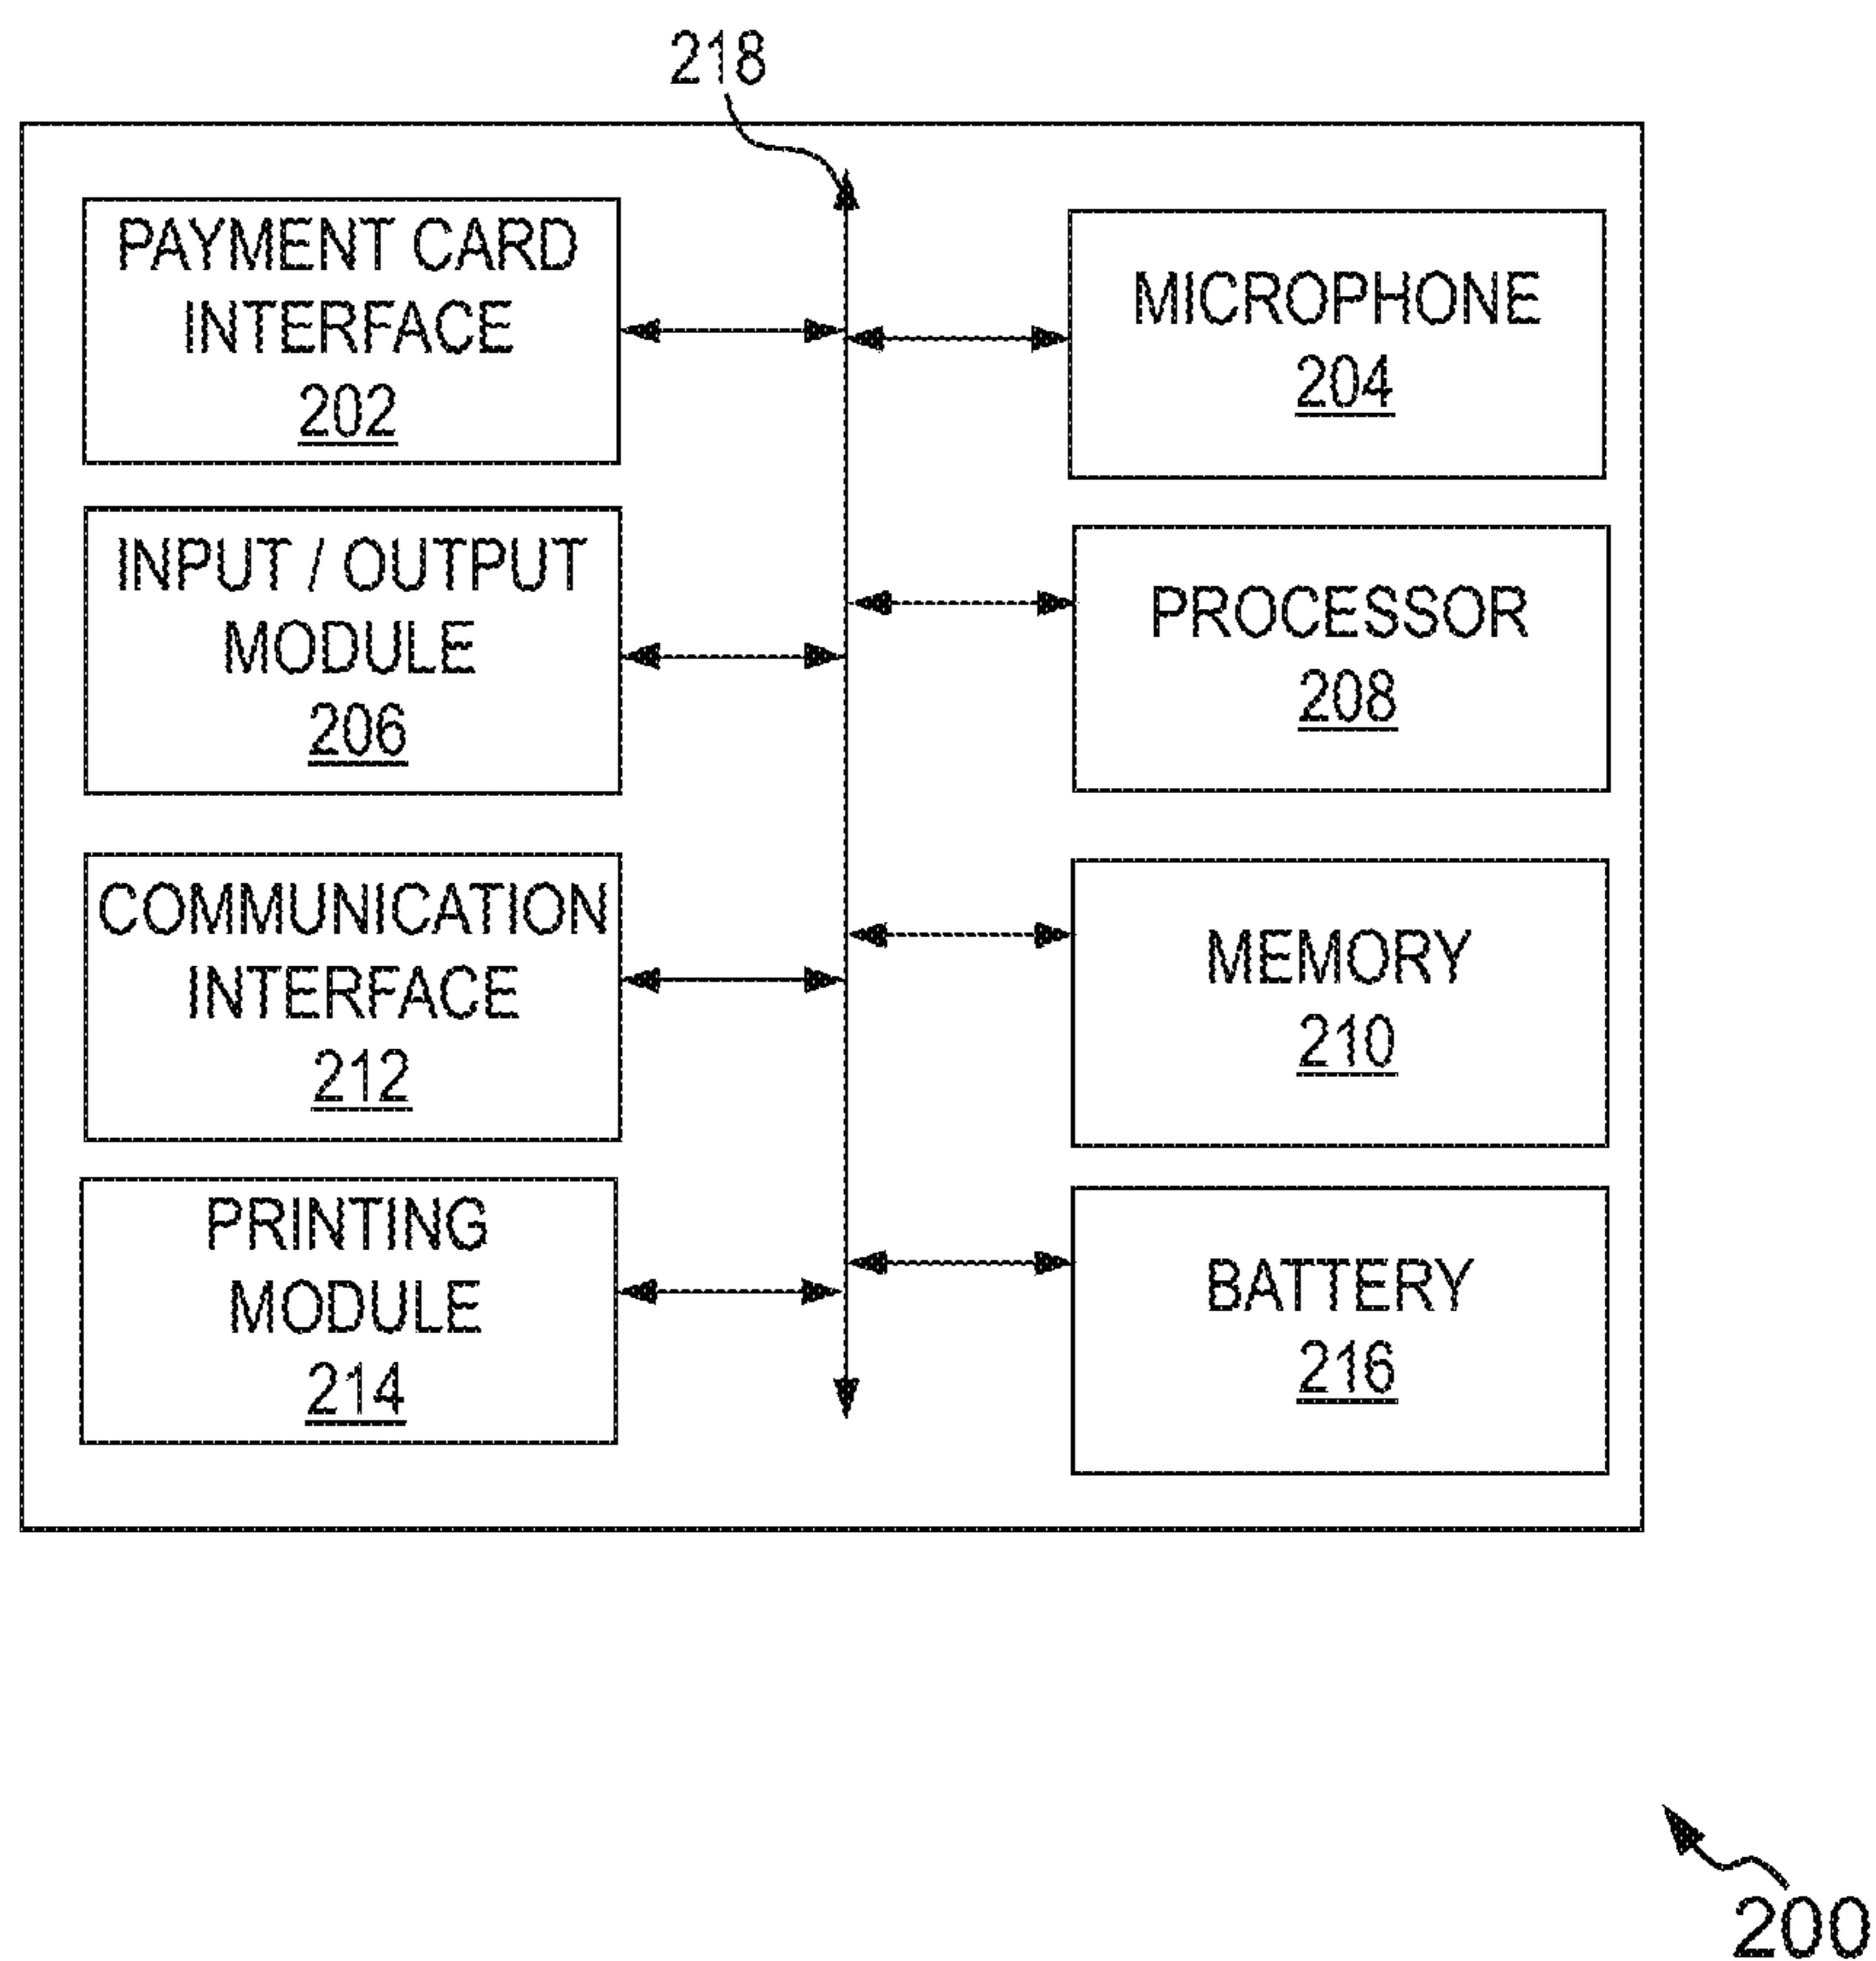 218
PAYMENT CARD
INTERFACE
202
MICROPHONE
204
INPUT / OUTPUT
MODULE
206
PROCESSOR
208
COMMUNICATION
INTERFACE
212
MEMORY
210
PRINTING
MODULE
214
BATTERY
216
200